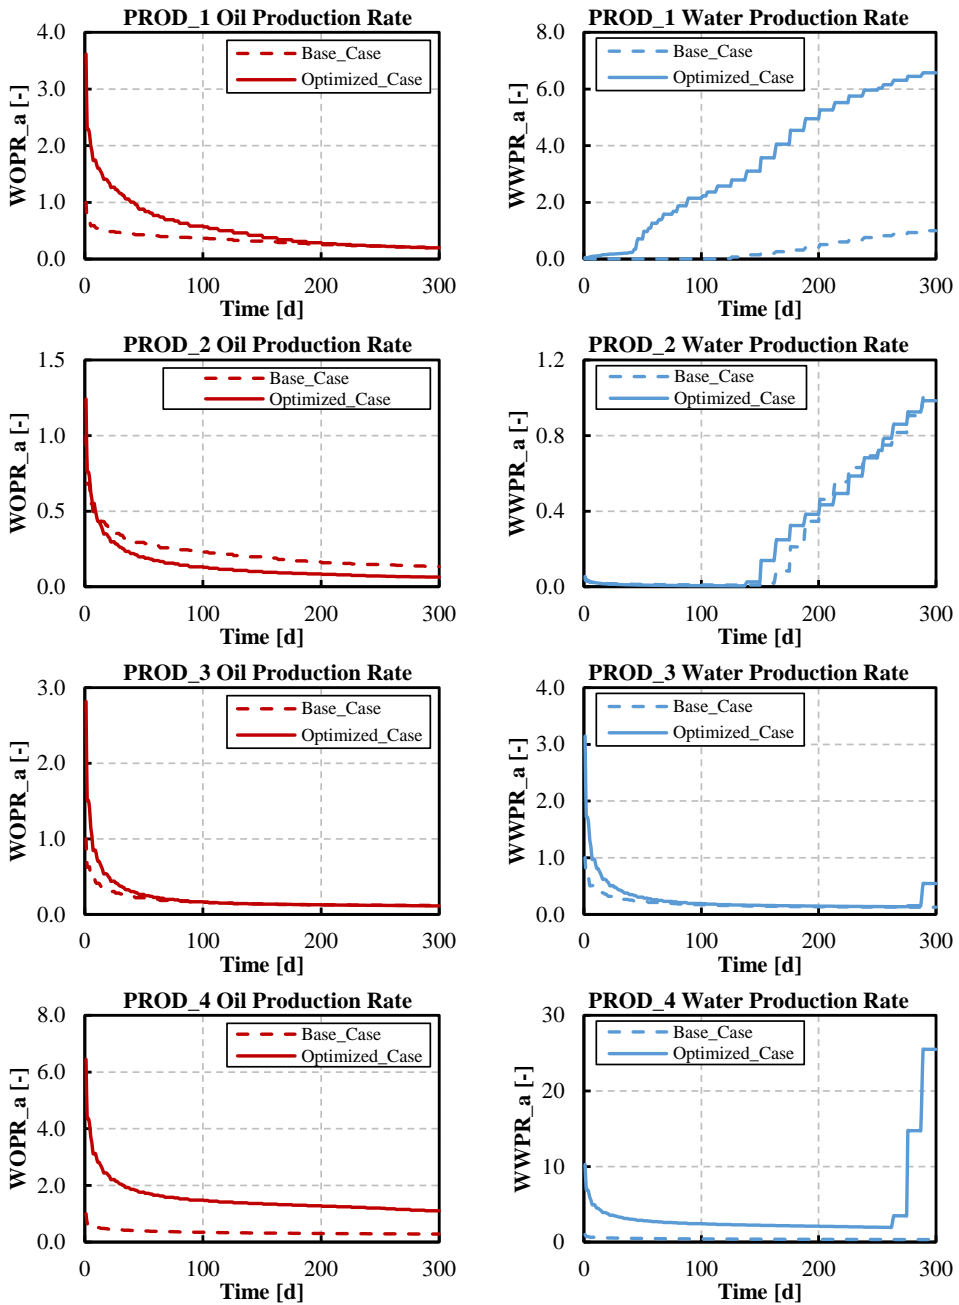 PROD_1 Oil Production Rate
4.0
3.0
2.0
1.0
0.0
WOPR_a [-]
Base_Case
Optimized_Case
0
100
200
300
Time [d]
PROD_1 Water Production Rate
8.0
6.0
4.0
2.0
0.0
WWPR_a [-]
Base_Case
Optimized_Case
0
100
200
300
Time [d]
PROD_2 Oil Production Rate
1.5
1.0
0.5
0.0
WOPR_a [-]
Base_Case
Optimized_Case
0
100
200
300
Time [d]
PROD_2 Water Production Rate
1.2
0.8
0.4
0.0
WWPR_a [-]
Base_Case
Optimized_Case
0
100
200
300
Time [d]
PROD_3 Oil Production Rate
3.0
2.0
1.0
0.0
WOPR_a [-]
Base_Case
Optimized_Case
0
100
200
300
Time [d]
PROD_3 Water Production Rate
4.0
3.0
2.0
1.0
0.0
WWPR_a [-]
Base_Case
Optimized_Case
0
100
200
300
Time [d]
PROD_4 Oil Production Rate
8.0
6.0
4.0
2.0
0.0
WOPR_a [-]
Base_Case
Optimized_Case
0
100
200
300
Time [d]
PROD_4 Water Production Rate
30
20
10
0
WWPR_a [-]
Base_Case
Optimized_Case
0
100
200
300
Time [d]